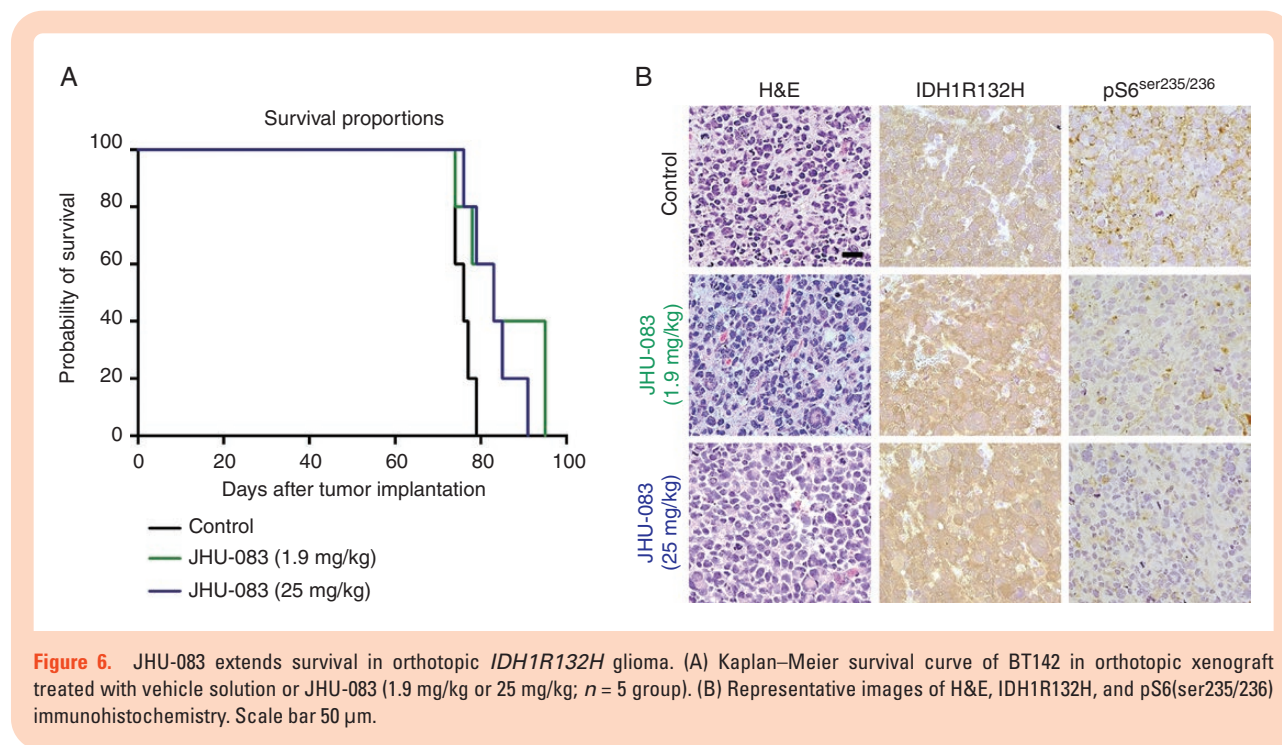 A
Survival proportions
100
80
60
40
20
0
Probability of survival
0 20 40 60 80 100
Days after tumor implantation
Control
JHU-083 (1.9 mg/kg)
JHU-083 (25 mg/kg)
B
H&E IDH1R132H pS6ser235/236
Control
JHU-083
(1.9 mg/kg)
JHU-083
(25 mg/kg)
Figure 6. JHU-083 extends survival in orthotopic IDH1R132H glioma. (A) Kaplan–Meier survival curve of BT142 in orthotopic xenograft
treated with vehicle solution or JHU-083 (1.9 mg/kg or 25 mg/kg; n = 5 group). (B) Representative images of H&E, IDH1R132H, and pS6(ser235/236)
immunohistochemistry. Scale bar 50 µm.